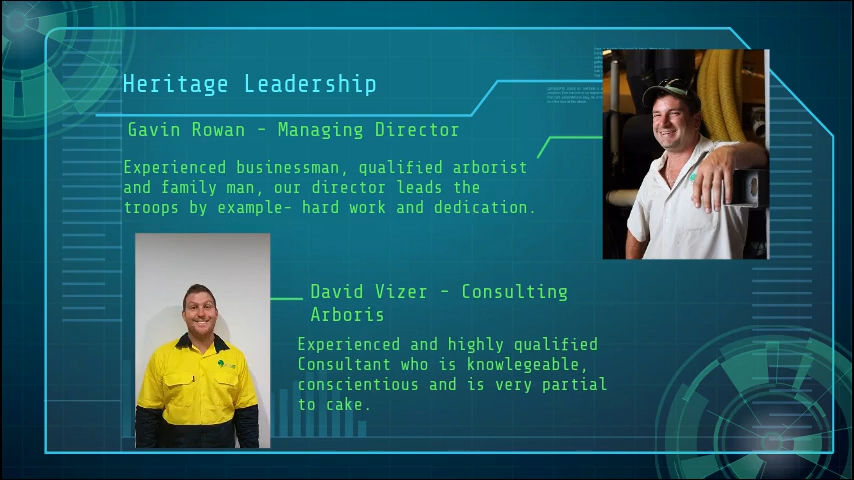 Heritage Leadership
Gavin Rowan - Managing Director
Experienced businessman, qualified arborist
and family man, our director leads the
troops by example- hard work and dedication.
David Vizer - Consulting
Arboris
Experienced and highly qualified
Consultant who is knowlegeable,
conscientious and is very partial
to cake.